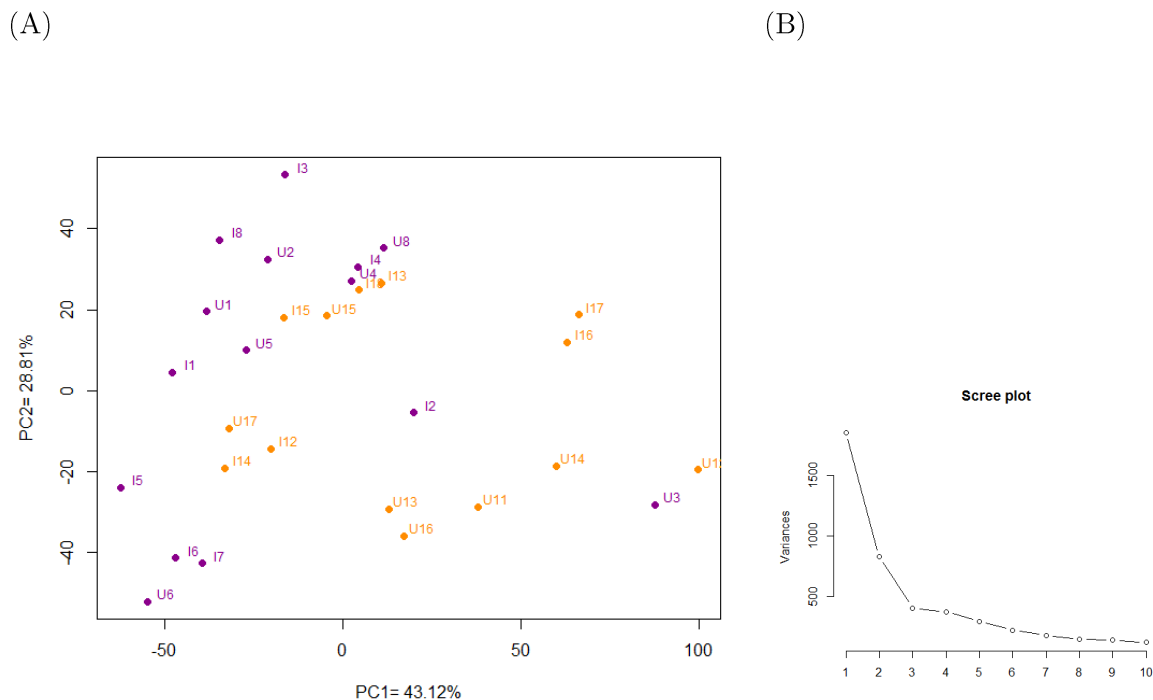 (A)
(B)
I3
I8
U2
U8
I4
U4
I13
U1
I15
U15
I17
I16
U5
I1
I2
U17
I12
I14
U14
I5
U3
U13
U11
U16
I6
I7
U6
40
20
0
-20
-40
PC2= 28.81%
-50
0
50
100
PC1= 43.12%
Scree plot
Variances
1500
1000
500
1 2 3 4 5 6 7 8 9 10